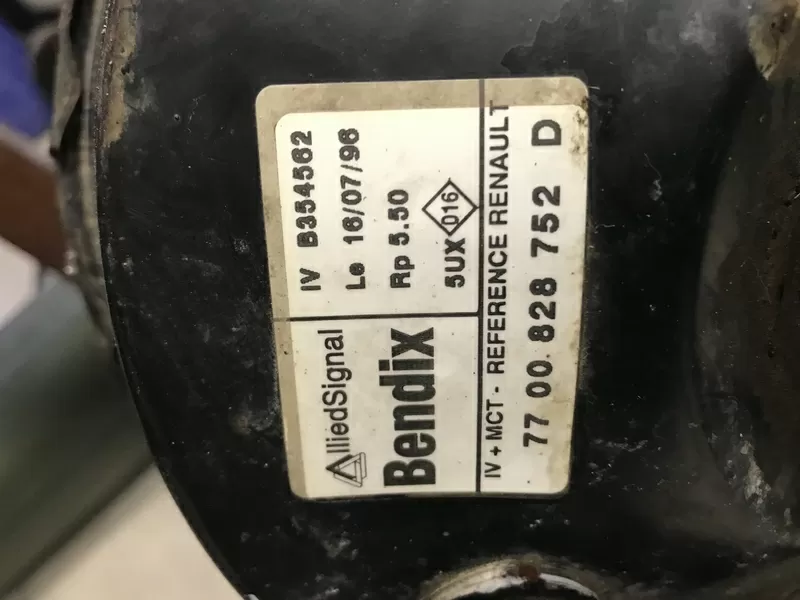 AlliedSignal
Bendix
IV B354562
Le 16/07/96
Rp 5.50
5UX 016
IV + MCT - REFERENCE RENAULT
77 00 828 752 D